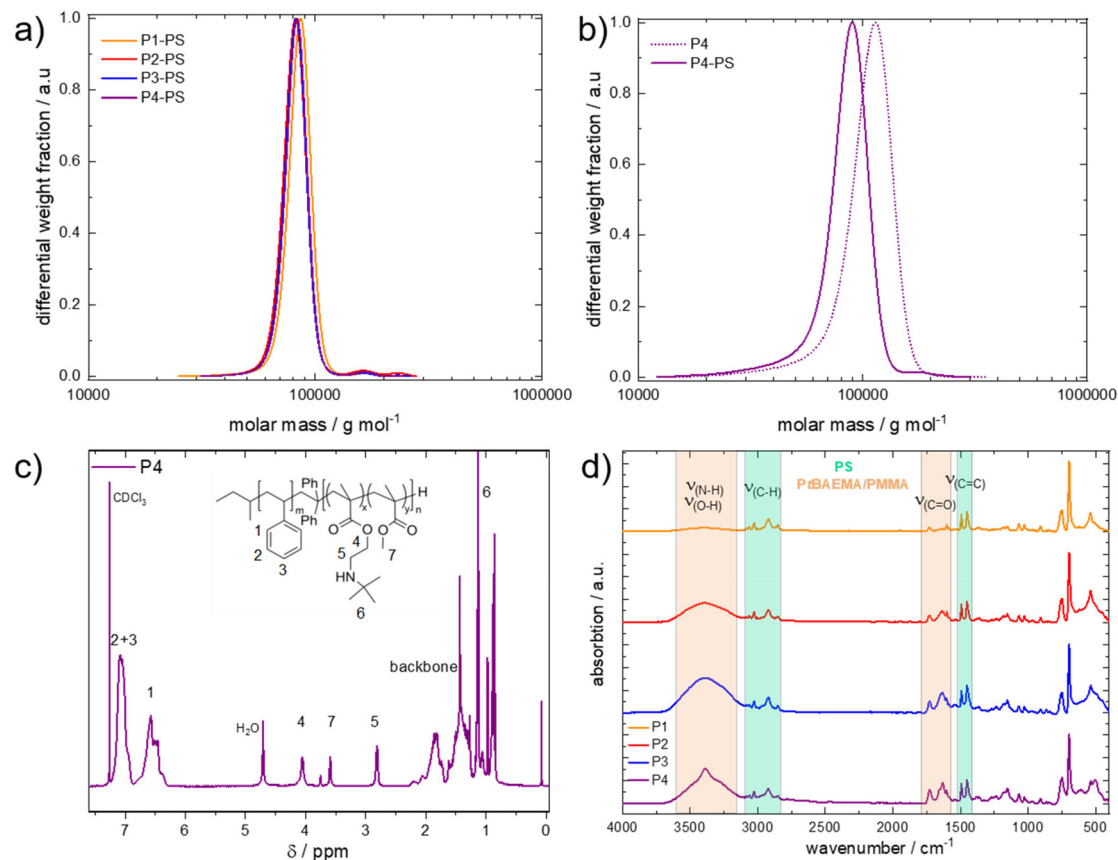 a)
P1-PS
P2-PS
P3-PS
P4-PS
differential weight fraction / a.u
1.0
0.8
0.6
0.4
0.2
0.0
10000
100000
1000000
molar mass / g mol⁻¹
b)
P4
P4-PS
differential weight fraction / a.u
1.0
0.8
0.6
0.4
0.2
0.0
10000
100000
1000000
molar mass / g mol⁻¹
c)
P4
CDCl₃
2+3
1
H₂O
4
7
5
backbone
6
Ph
Ph
m
x
y
n
H
O
O
O
O
1
2
3
4
5
7
HN
6
7 6 5 4 3 2 1 0
δ / ppm
d)
PS
PtBAEMA/PMMA
ν(N-H)
ν(O-H)
ν(C-H)
ν(C=O)
ν(C=C)
P1
P2
P3
P4
absorbtion / a.u.
4000 3500 3000 2500 2000 1500 1000 500
wavenumber / cm⁻¹